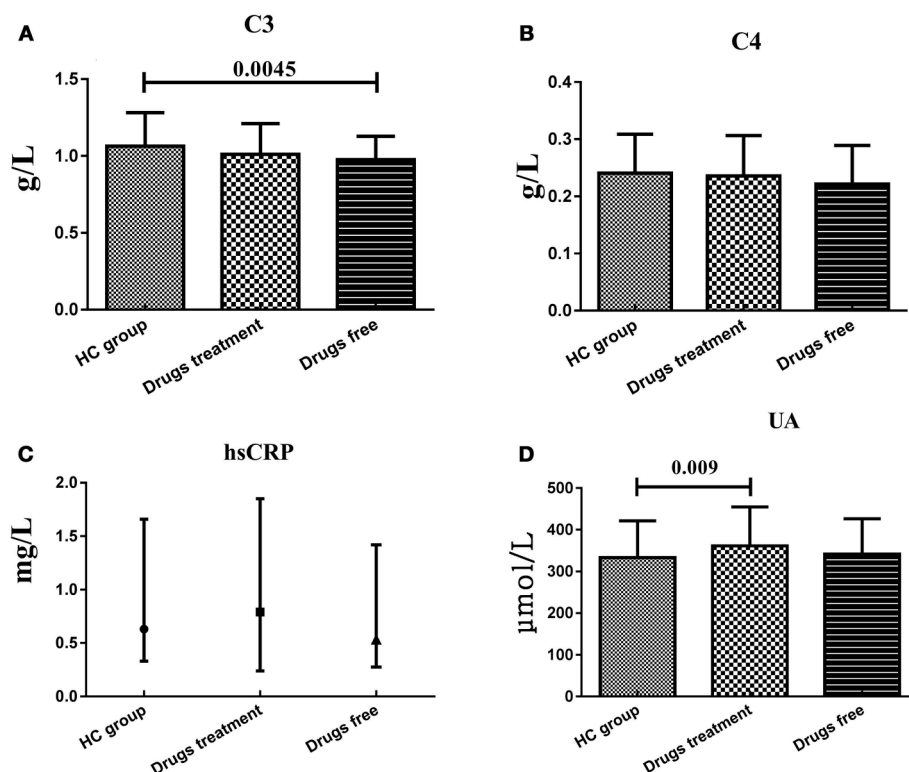 A
C3
0.0045
g/L
1.5
1.0
0.5
0.0
HC group
Drugs treatment
Drugs free
B
C4
g/L
0.4
0.3
0.2
0.1
0.0
HC group
Drugs treatment
Drugs free
C
hsCRP
mg/L
2.0
1.5
1.0
0.5
0.0
HC group
Drugs treatment
Drugs free
UA
D
0.009
µmol/L
500
400
300
200
100
0
HC group
Drugs treatment
Drugs free